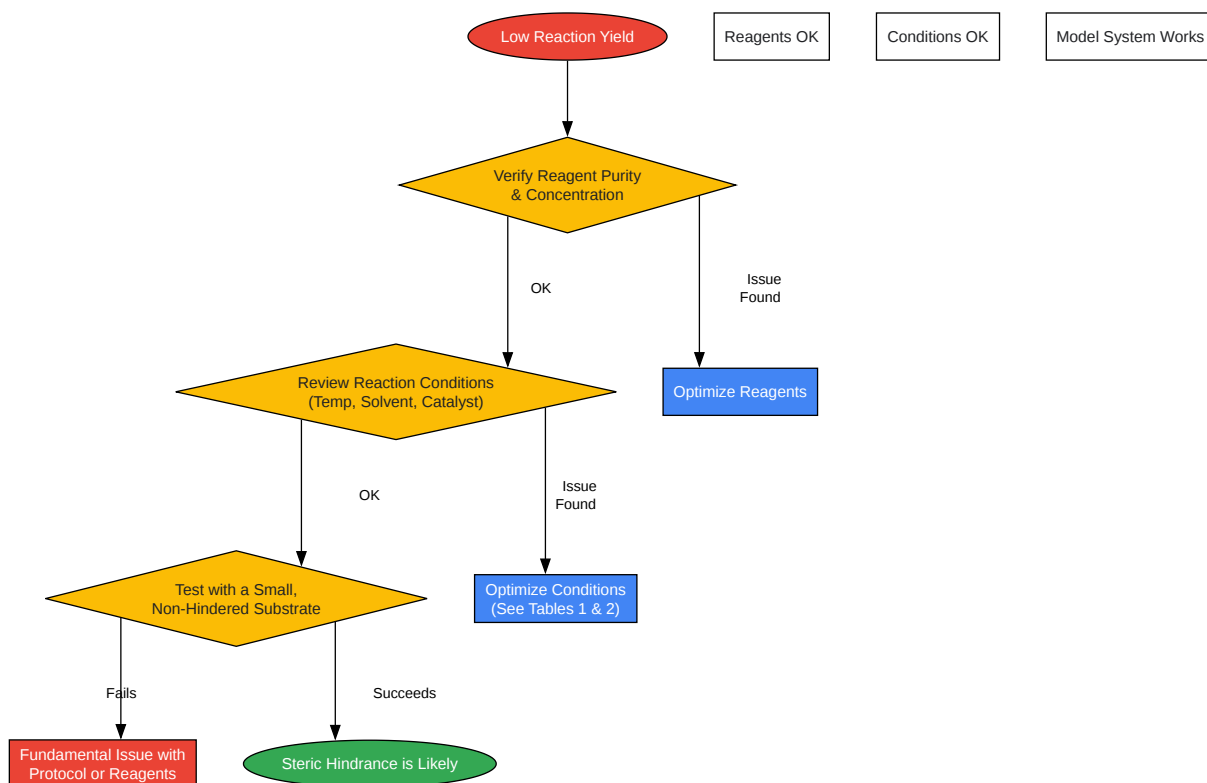 Low Reaction Yield
Reagents OK
Conditions OK
Model System Works
Verify Reagent Purity
& Concentration
OK
Issue
Found
Review Reaction Conditions
(Temp, Solvent, Catalyst)
Optimize Reagents
OK
Issue
Found
Test with a Small,
Non-Hindered Substrate
Optimize Conditions
(See Tables 1 & 2)
Fails
Succeeds
Fundamental Issue with
Protocol or Reagents
Steric Hindrance is Likely